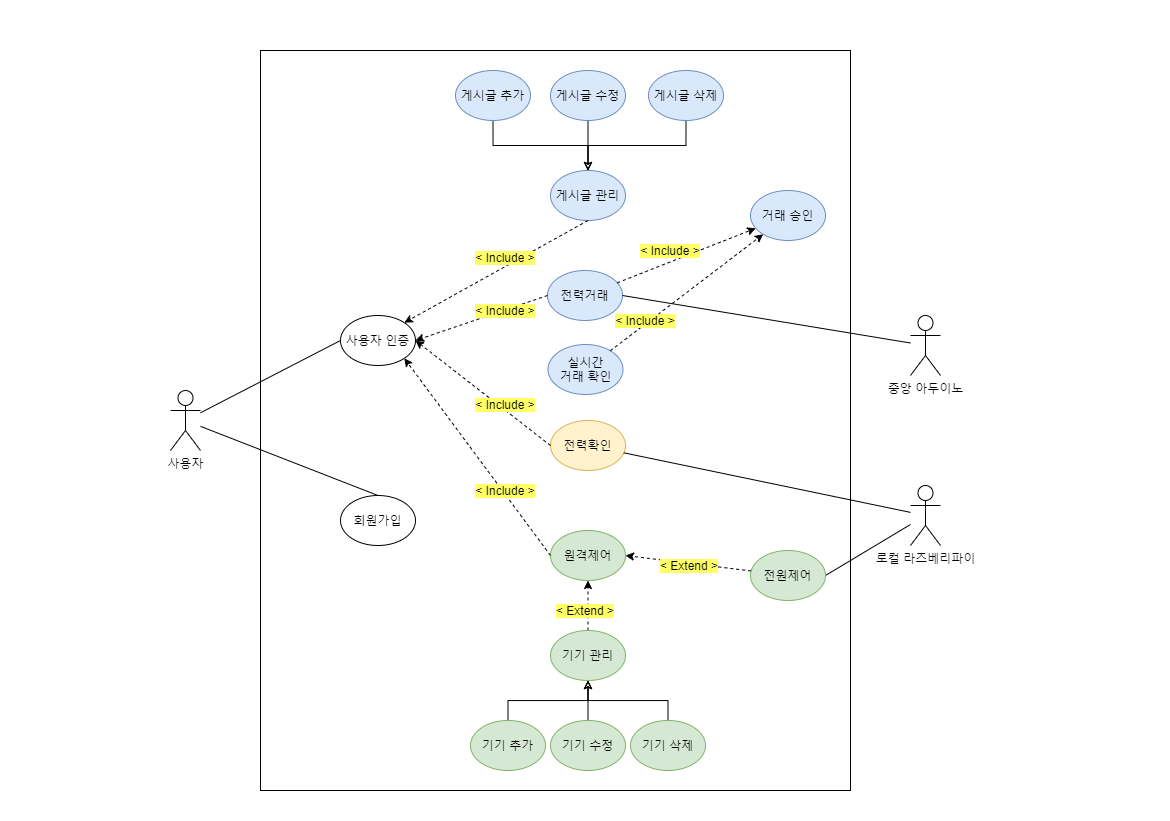 게시글 추가
게시글 수정
게시글 삭제
게시글 관리
거래 승인
< Include >
< Include >
전력거래
< Include >
< Include >
사용자 인증
실시간
거래 확인
중앙 아두이노
< Include >
전력확인
사용자
< Include >
회원가입
원격제어
< Extend >
전원제어
로컬 라즈베리파이
< Extend >
기기 관리
기기 추가
기기 수정
기기 삭제